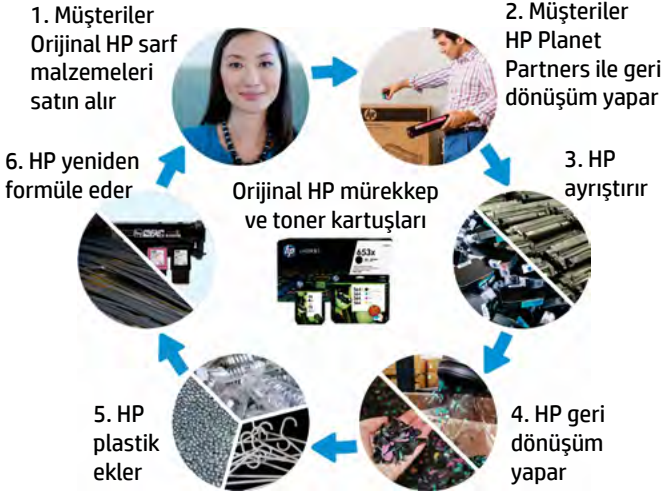 1. Müşteriler
Orijinal HP sarf
malzemeleri
satın alır
2. Müşteriler
HP Planet
Partners ile geri
dönüşüm yapar
3. HP
ayrıştırır
4. HP geri
dönüşüm
yapar
5. HP
plastik
ekler
6. HP yeniden
formüle eder
Orijinal HP mürekkep
ve toner kartuşları
hp
653x